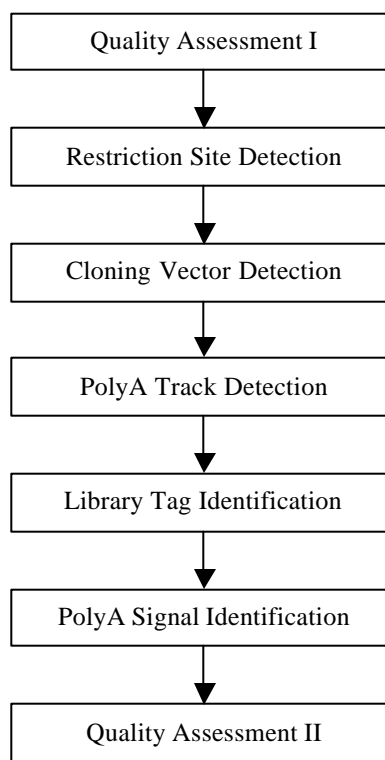 Quality Assessment I
Restriction Site Detection
Cloning Vector Detection
PolyA Track Detection
Library Tag Identification
PolyA Signal Identification
Quality Assessment II